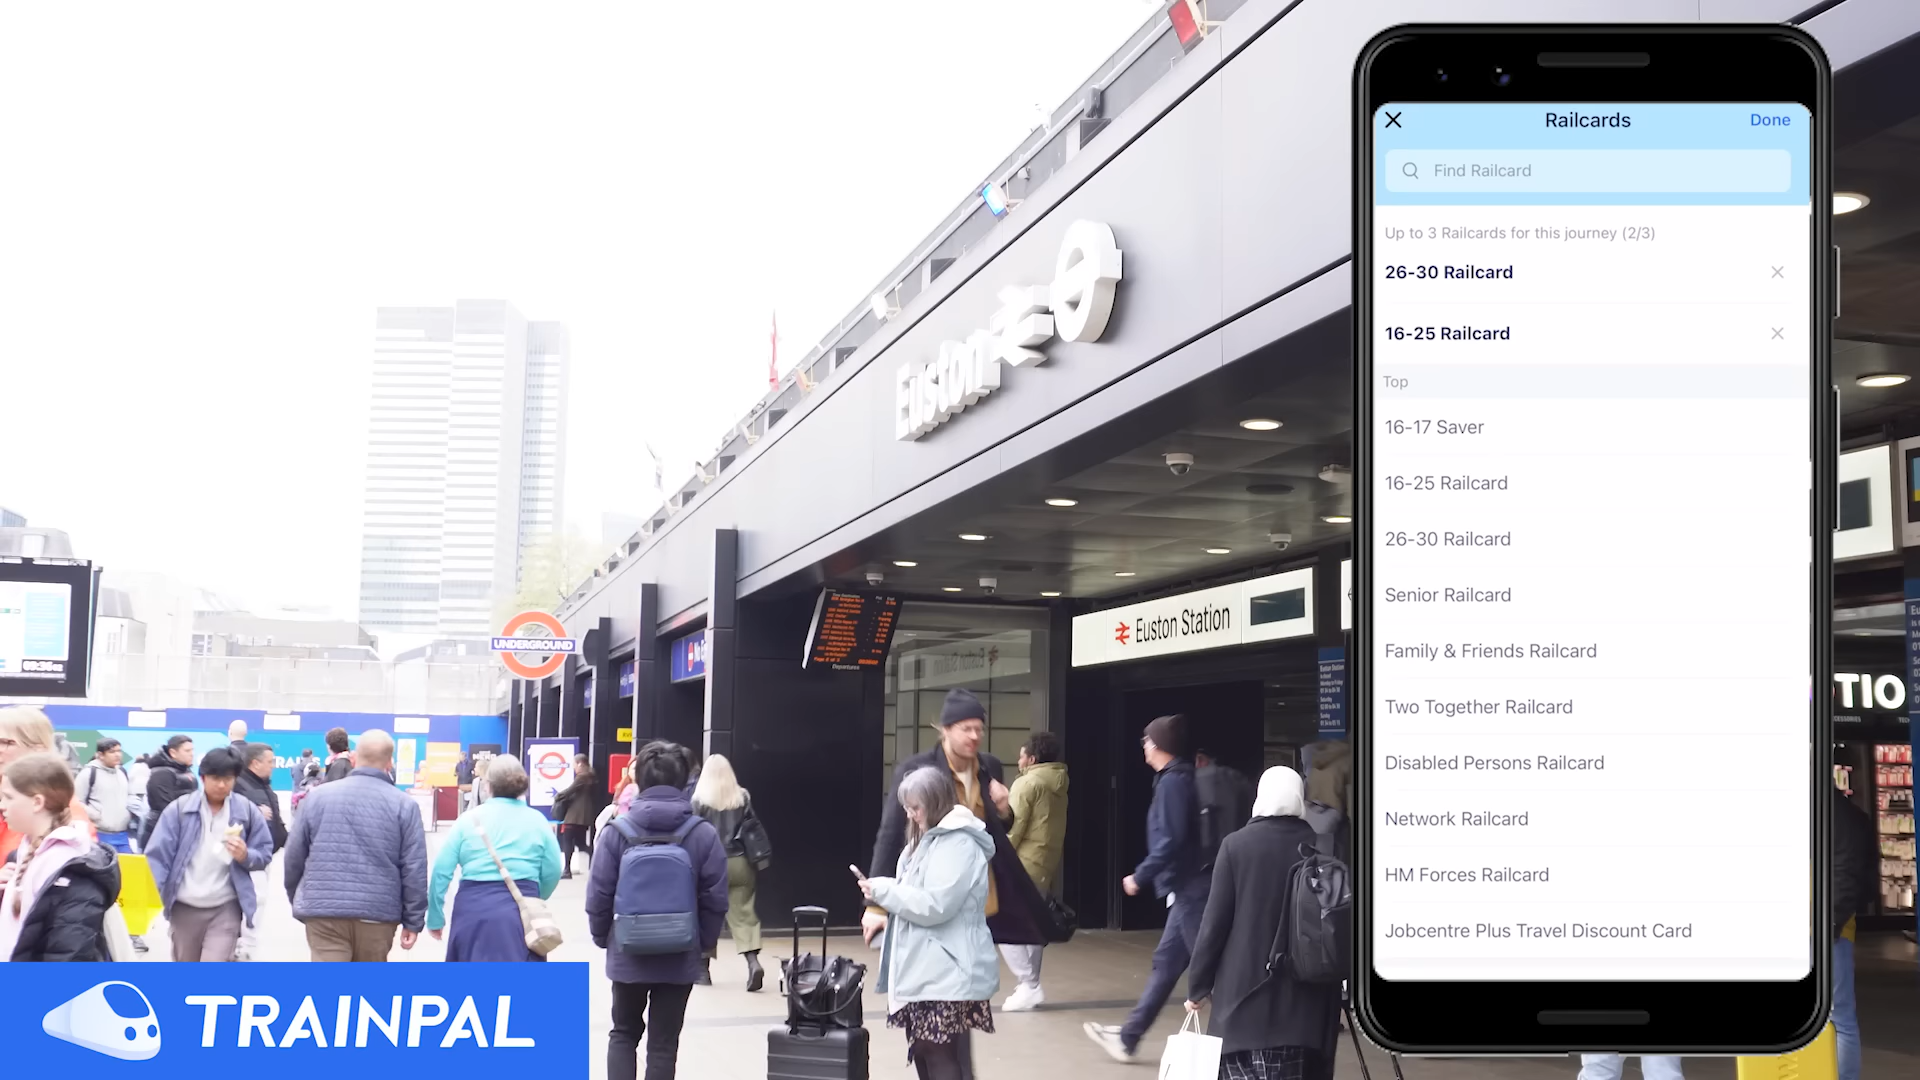 Euston
UNDERGROUND
Euston Station
Departures
Railcards
Done
Find Railcard
Up to 3 Railcards for this journey (2/3)
26-30 Railcard
16-25 Railcard
Top
16-17 Saver
16-25 Railcard
26-30 Railcard
Senior Railcard
Family & Friends Railcard
Two Together Railcard
Disabled Persons Railcard
Network Railcard
HM Forces Railcard
Jobcentre Plus Travel Discount Card
TIO
TRAINPAL